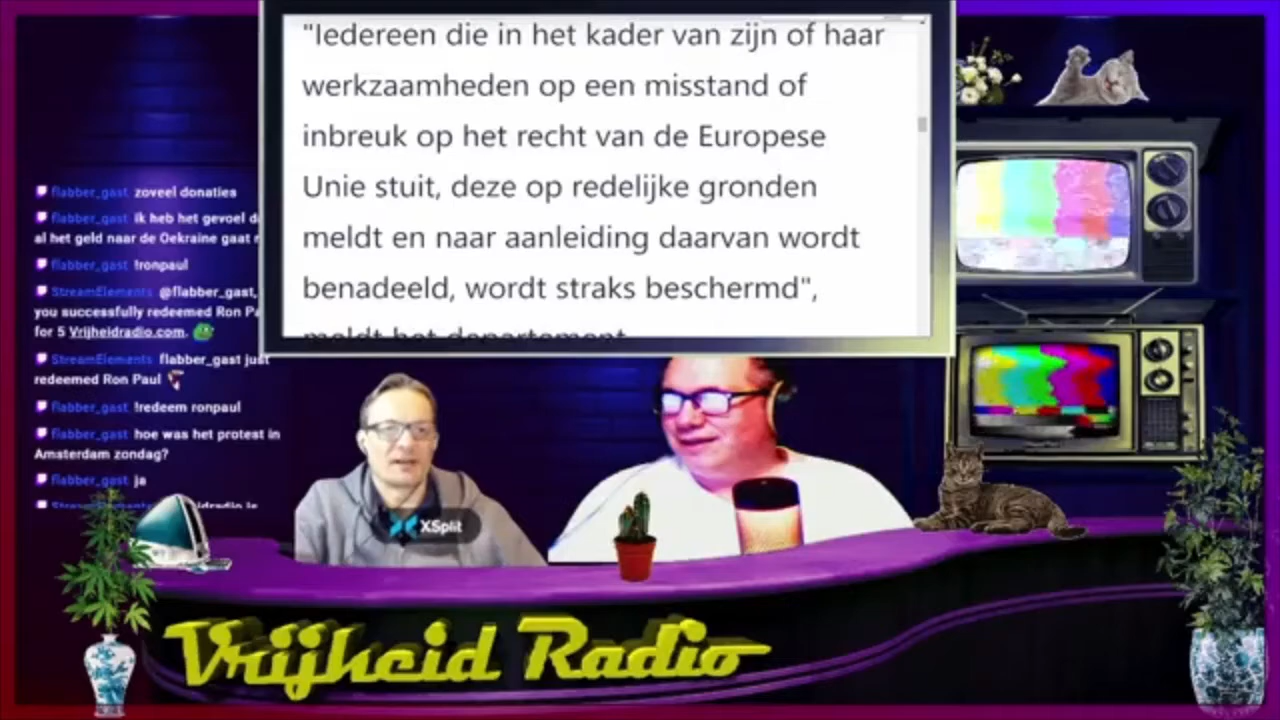 "Iedereen die in het kader van zijn of haar
werkzaamheden op een misstand of
inbreuk op het recht van de Europese
Unie stuit, deze op redelijke gronden
meldt en naar aanleiding daarvan wordt
benadeeld, wordt straks beschermd",
meldt het departement
flabber_gast zoveel donaties
flabber_gast ik heb het gevoel
al het geld naar de Oekraine gaat
flabber_gast !ronpaul
StreamElements @flabber_gast,
you successfully redeemed Ron
for 5 Vrijheidradio.com.
StreamElements flabber_gast just
redeemed Ron Paul
flabber_gast !redeem ronpaul
flabber_gast hoe was het protest in
Amsterdam zondag?
flabber_gast ja
XSplit
Vrijheid Radio